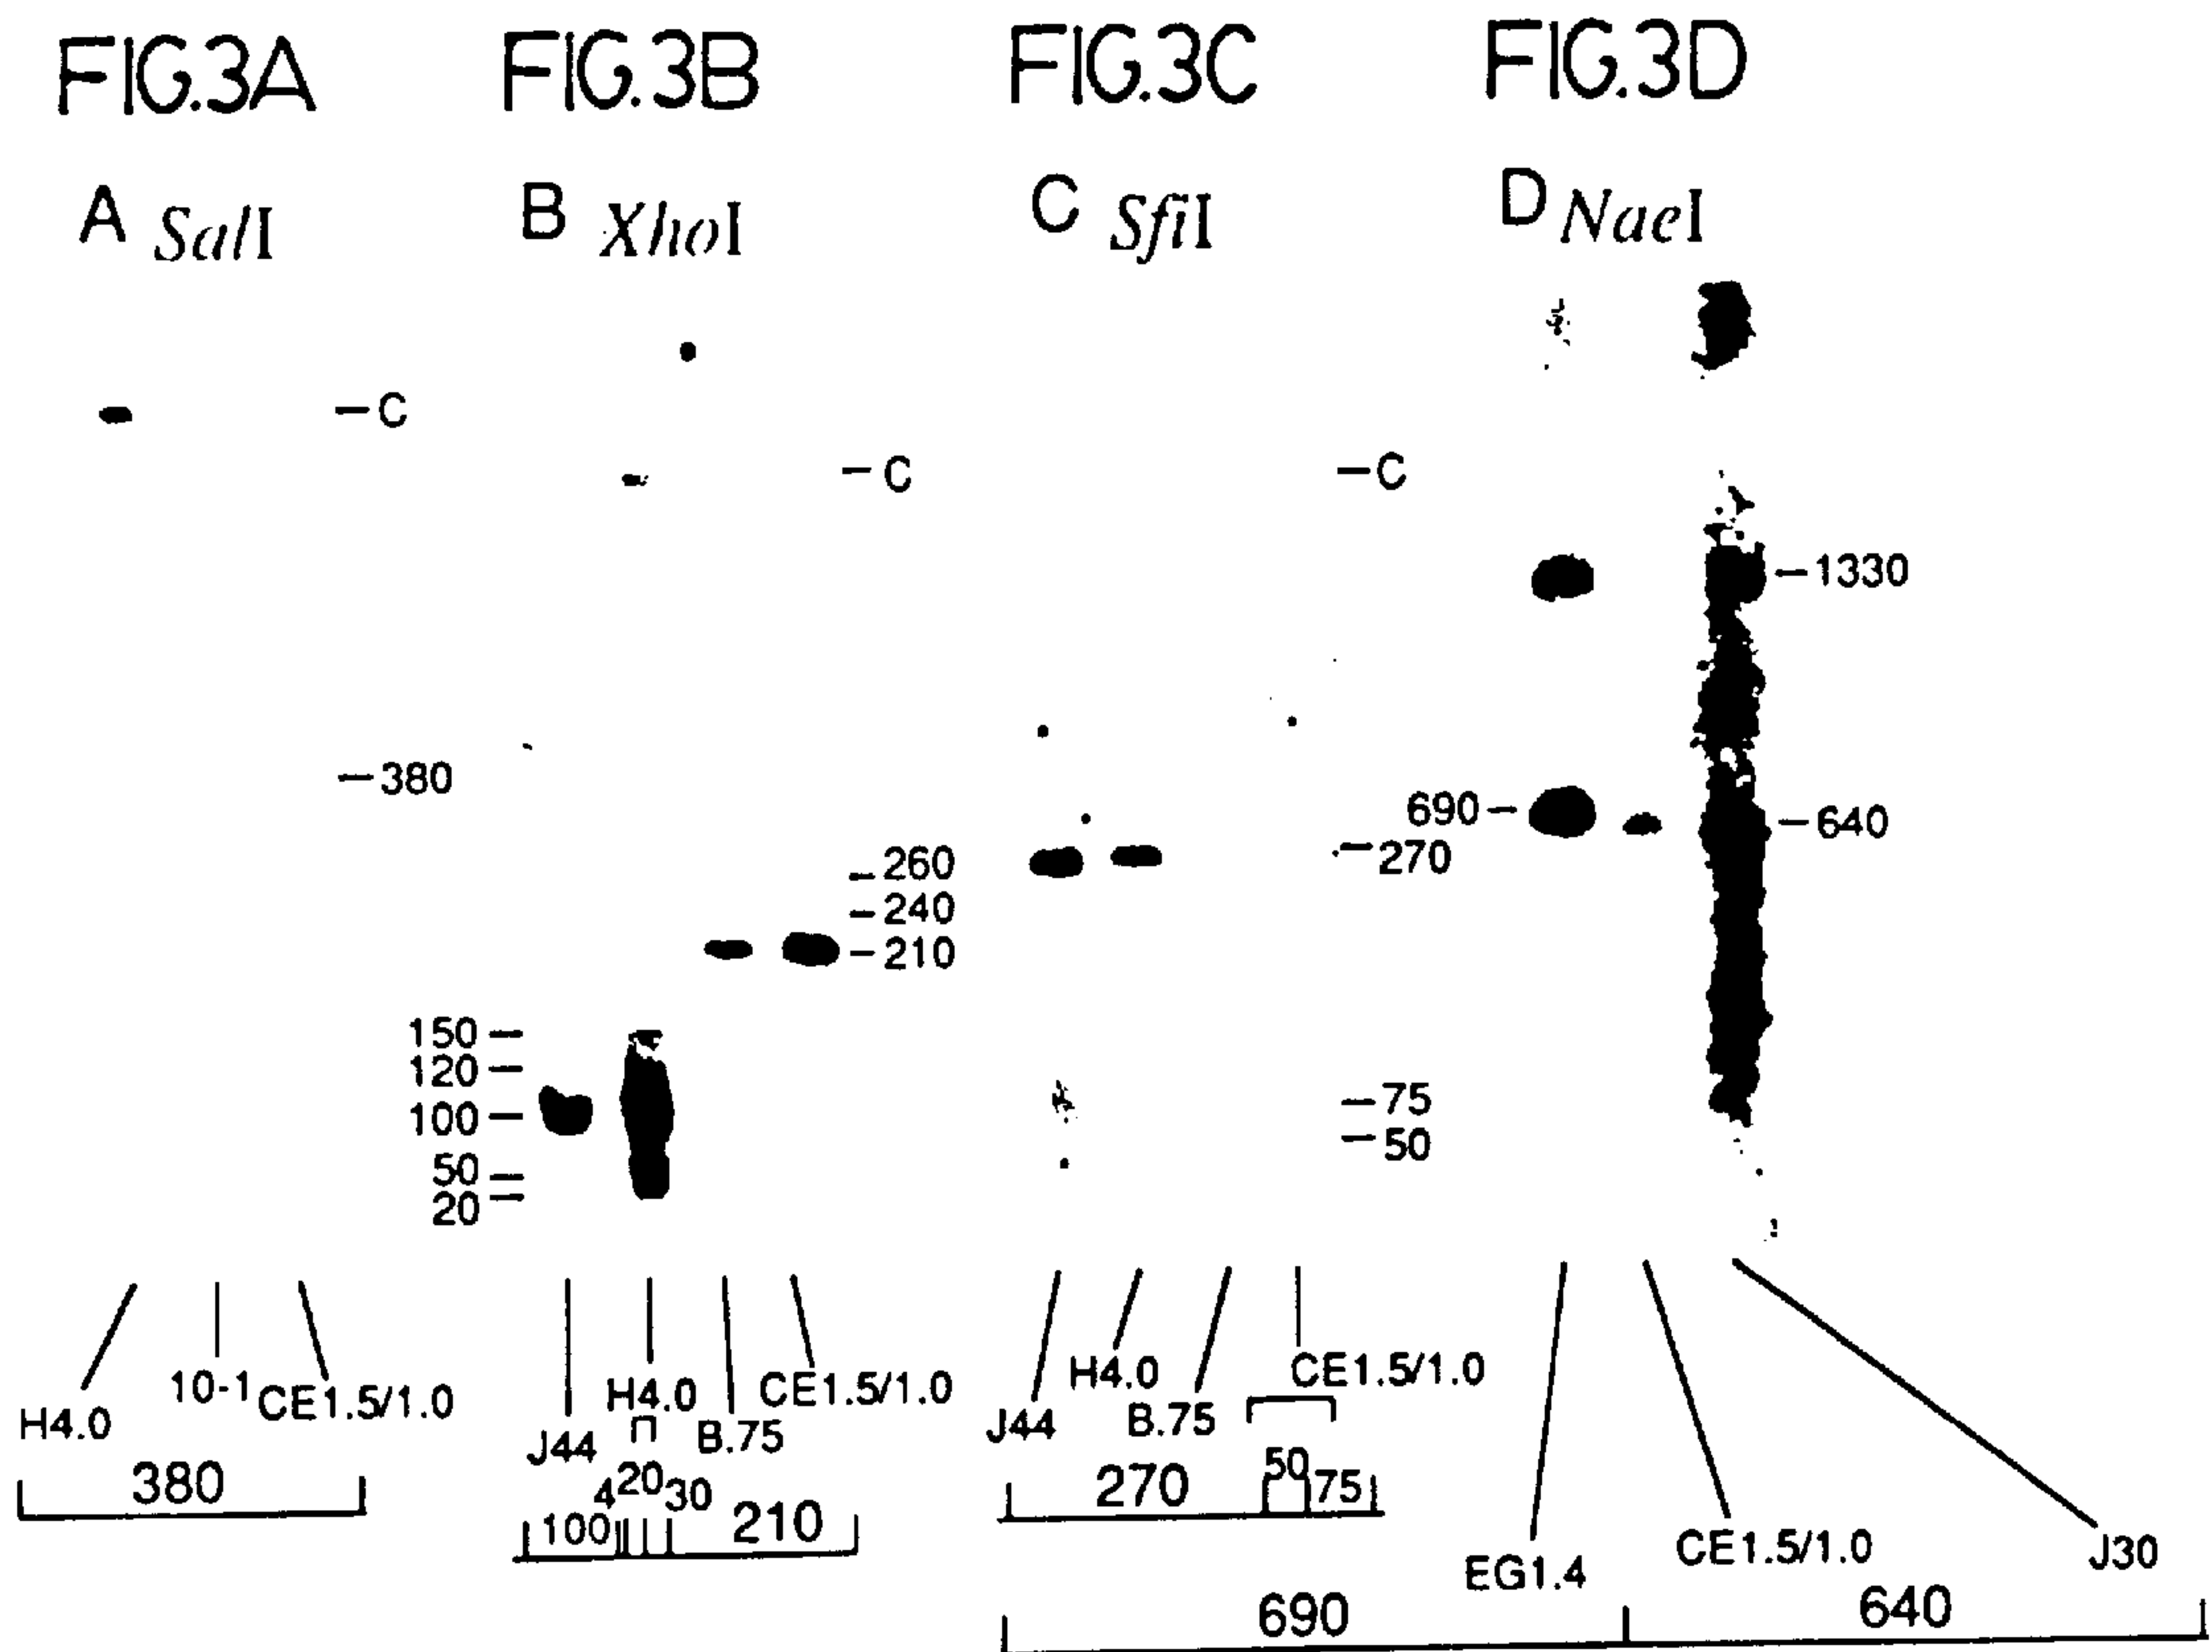 FIG.3A FIG.3B FIG.3C FIG.3D
A SalI B XhoI C SfiI D NaeI
–C
–C
–C
–1330
–380
690–
–640
–260
–270
–240
–210
150–
120–
100–
50–
20–
–75
–50
H4.0 10-1 CE1.5/1.0
380
J44 H4.0 B.75 CE1.5/1.0
4 20 30
100 210
J44 H4.0 B.75 CE1.5/1.0
270 50 75
EG1.4 CE1.5/1.0 J30
690 640